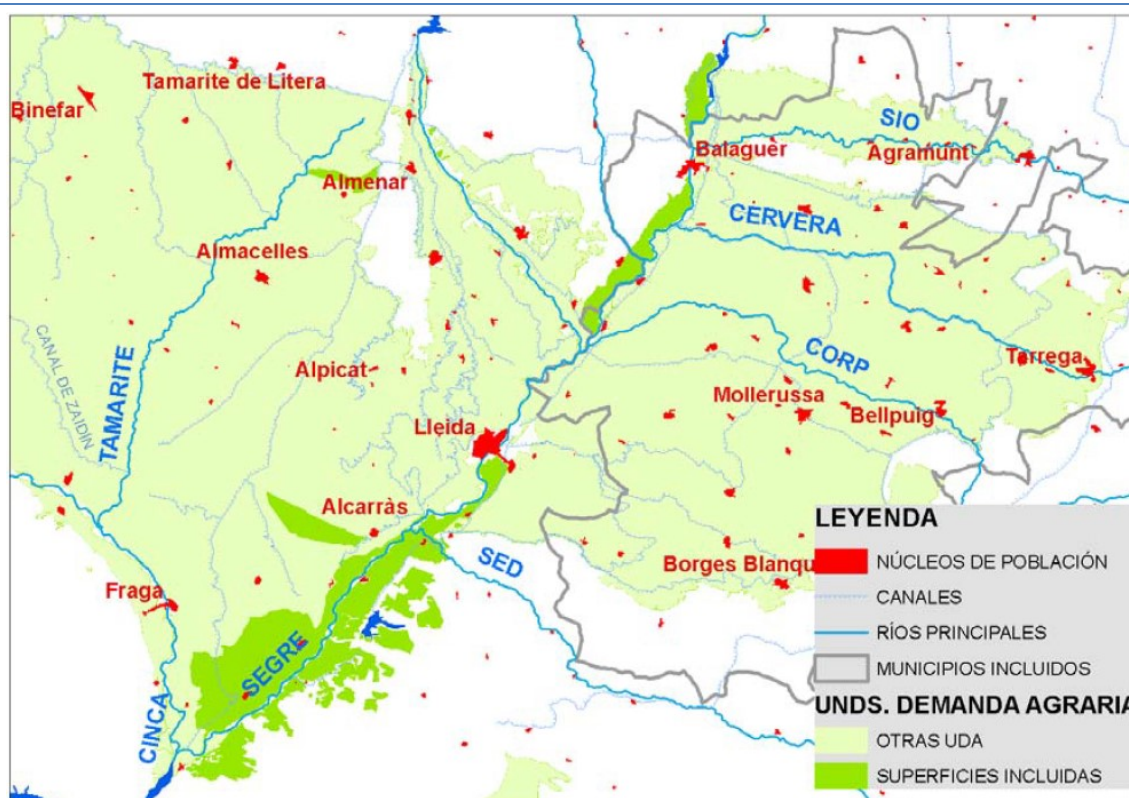 Tamarite de Litera
Binefar
SIO
Balaguer
Agramunt
Almenar
CERVERA
Almacelles
CANAL DE ZAIDIN
TAMARITE
Alpicat
CORP
Tarrega
Mollerussa
Bellpuig
Lleida
Alcarràs
SED
Borges Blanqu
Fraga
SEGRE
CINCA
LEYENDA
NÚCLEOS DE POBLACIÓN
CANALES
RÍOS PRINCIPALES
MUNICIPIOS INCLUIDOS
UNDS. DEMANDA AGRARIA
OTRAS UDA
SUPERFICIES INCLUIDAS